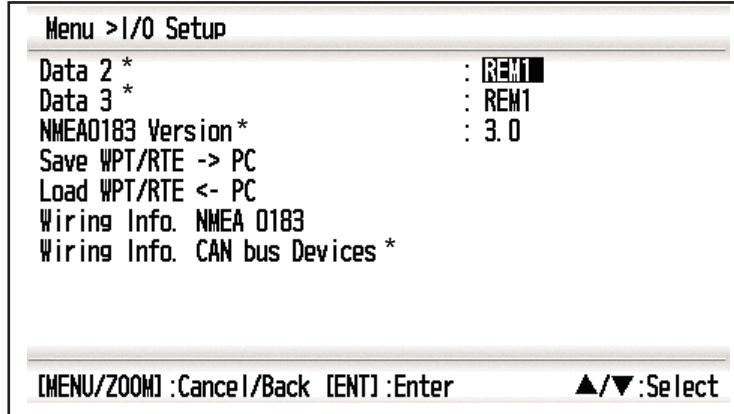 Menu >I/O Setup
Data 2 * : REM1
Data 3 * : REM1
NMEA0183 Version* : 3.0
Save WPT/RTE -> PC
Load WPT/RTE <- PC
Wiring Info. NMEA 0183
Wiring Info. CAN bus Devices *
[MENU/ZOOM] :Cancel/Back [ENT] :Enter ▲/▼:Select